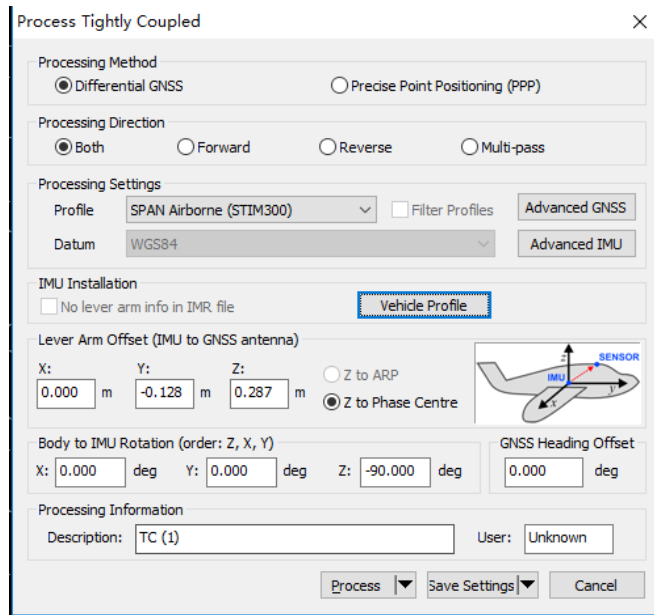 Process Tightly Coupled
Processing Method
Differential GNSS Precise Point Positioning (PPP)
Processing Direction
Both Forward Reverse Multi-pass
Processing Settings
Profile SPAN Airborne (STIM300) Filter Profiles Advanced GNSS
Datum WGS84 Advanced IMU
IMU Installation
No lever arm info in IMR file Vehicle Profile
Lever Arm Offset (IMU to GNSS antenna)
X: Y: Z:
0.000 m -0.128 m 0.287 m
Z to ARP
Z to Phase Centre
z SENSOR
IMU y
x
Body to IMU Rotation (order: Z, X, Y) GNSS Heading Offset
X: 0.000 deg Y: 0.000 deg Z: -90.000 deg 0.000 deg
Processing Information
Description: TC (1) User: Unknown
Process Save Settings Cancel